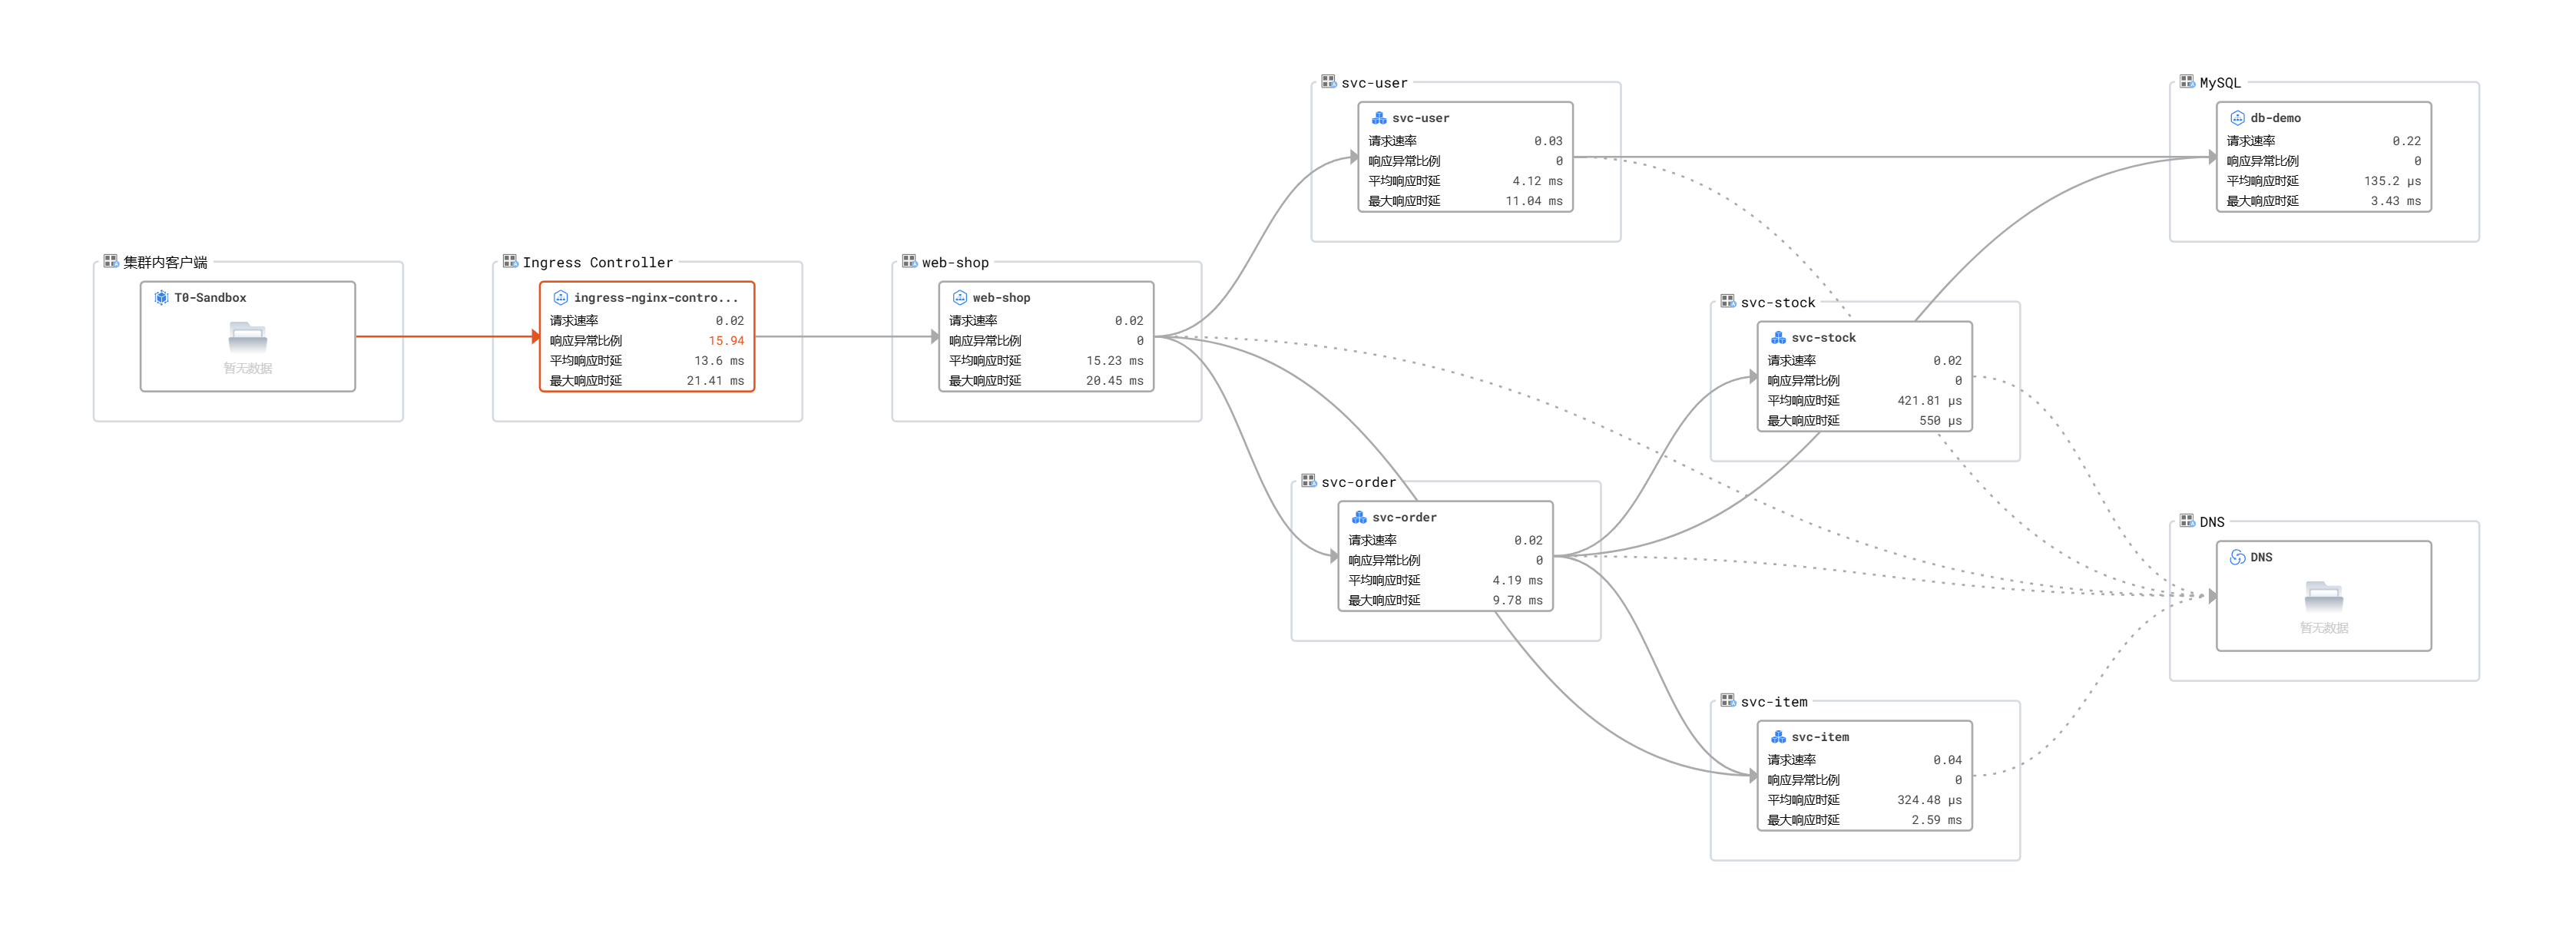 集群内客户端
T0-Sandbox
暂无数据
Ingress Controller
ingress-nginx-contro...
请求速率 0.02
响应异常比例 15.94
平均响应时延 13.6 ms
最大响应时延 21.41 ms
web-shop
web-shop
请求速率 0.02
响应异常比例 0
平均响应时延 15.23 ms
最大响应时延 20.45 ms
svc-user
svc-user
请求速率 0.03
响应异常比例 0
平均响应时延 4.12 ms
最大响应时延 11.04 ms
svc-order
svc-order
请求速率 0.02
响应异常比例 0
平均响应时延 4.19 ms
最大响应时延 9.78 ms
svc-stock
svc-stock
请求速率 0.02
响应异常比例 0
平均响应时延 421.81 µs
最大响应时延 550 µs
svc-item
svc-item
请求速率 0.04
响应异常比例 0
平均响应时延 324.48 µs
最大响应时延 2.59 ms
MySQL
db-demo
请求速率 0.22
响应异常比例 0
平均响应时延 135.2 µs
最大响应时延 3.43 ms
DNS
DNS
暂无数据